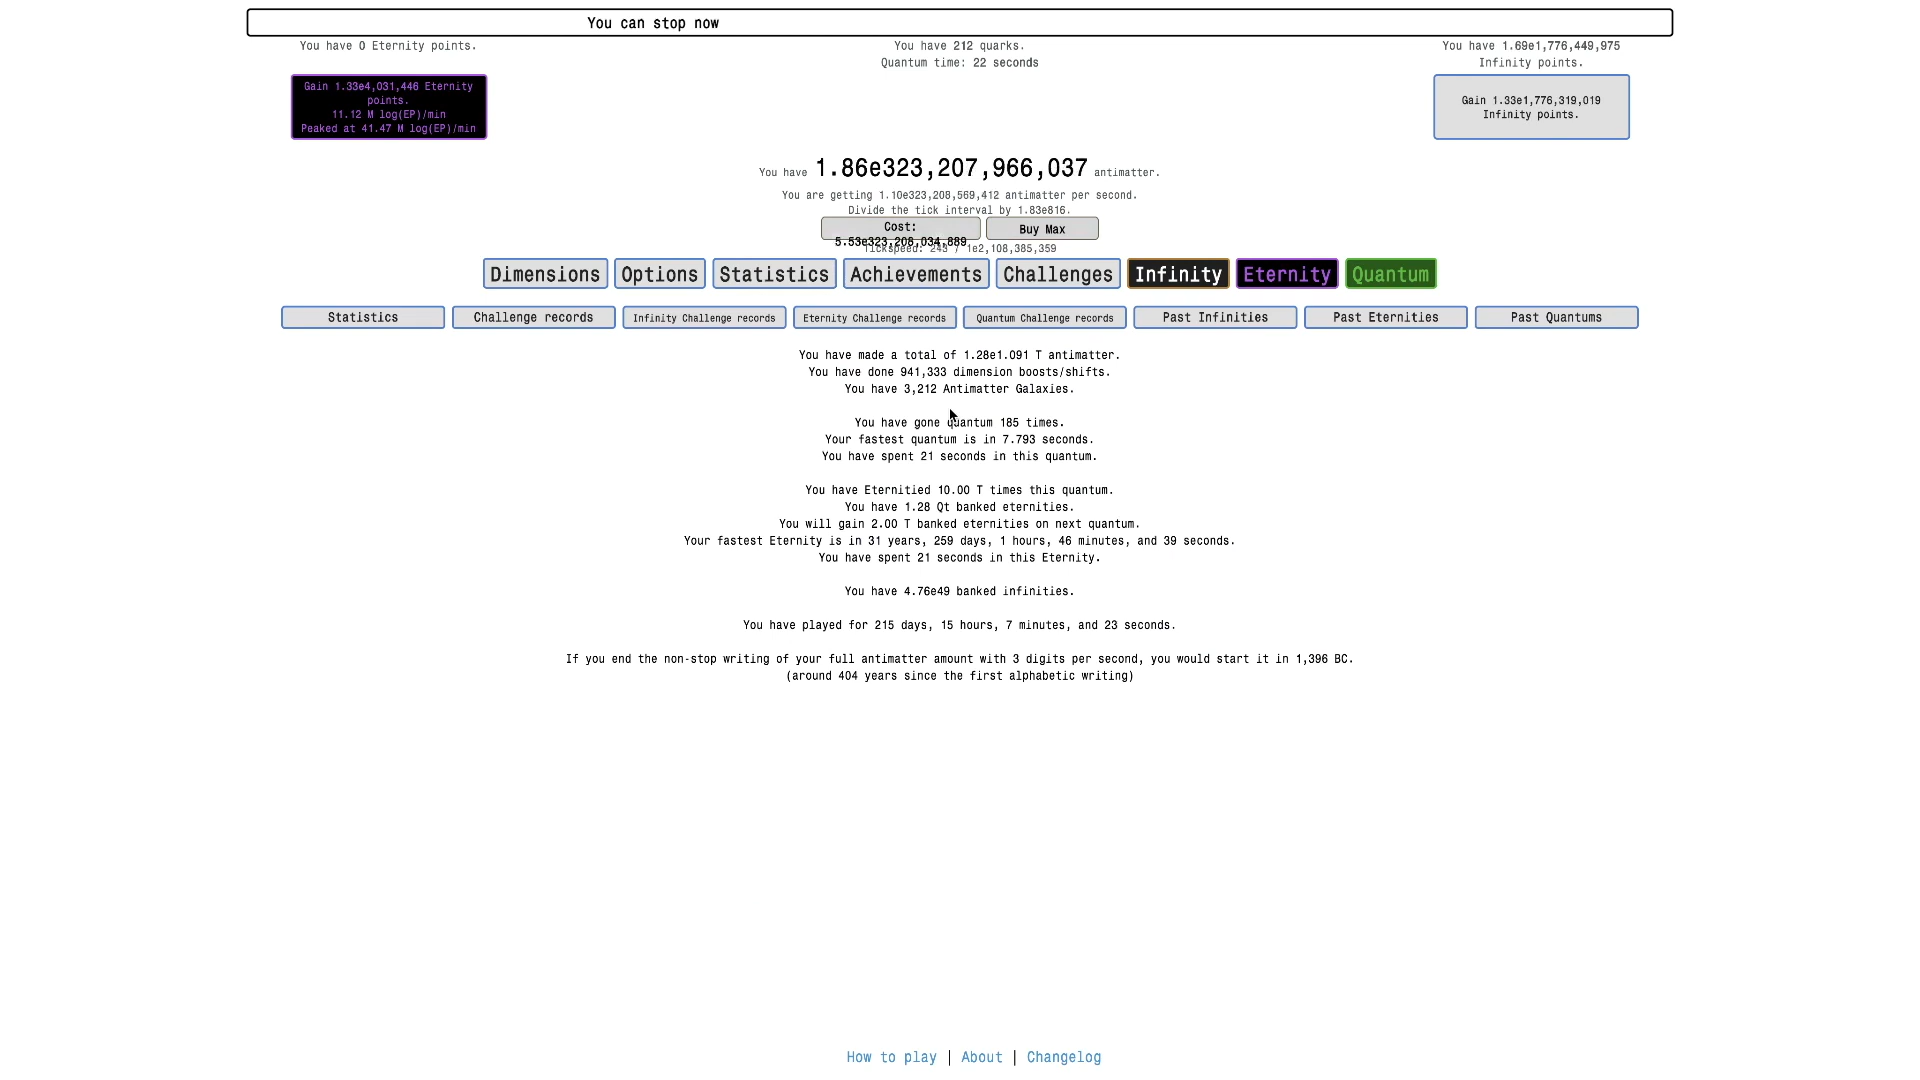 You can stop now
You have 0 Eternity points.
You have 212 quarks.
Quantum time: 22 seconds
You have 1.69e1,776,449,975
Infinity points.
Gain 1.33e4,031,446 Eternity
points.
11.12 M log(EP)/min
Peaked at 41.47 M log(EP)/min
Gain 1.33e1,776,319,019
Infinity points.
You have 1.86e323,207,966,037 antimatter.
You are getting 1.10e323,208,569,412 antimatter per second.
Divide the tick interval by 1.83e816.
Cost:
5.53e323,208,034,889
Buy Max
Tickspeed: 243 / 1e2,108,385,359
Dimensions Options Statistics Achievements Challenges Infinity Eternity Quantum
Statistics Challenge records Infinity Challenge records Eternity Challenge records Quantum Challenge records Past Infinities Past Eternities Past Quantums
You have made a total of 1.28e1.091 T antimatter.
You have done 941,333 dimension boosts/shifts.
You have 3,212 Antimatter Galaxies.
You have gone quantum 185 times.
Your fastest quantum is in 7.793 seconds.
You have spent 21 seconds in this quantum.
You have Eternitied 10.00 T times this quantum.
You have 1.28 Qt banked eternities.
You will gain 2.00 T banked eternities on next quantum.
Your fastest Eternity is in 31 years, 259 days, 1 hours, 46 minutes, and 39 seconds.
You have spent 21 seconds in this Eternity.
You have 4.76e49 banked infinities.
You have played for 215 days, 15 hours, 7 minutes, and 23 seconds.
If you end the non-stop writing of your full antimatter amount with 3 digits per second, you would start it in 1,396 BC.
(around 404 years since the first alphabetic writing)
How to play | About | Changelog